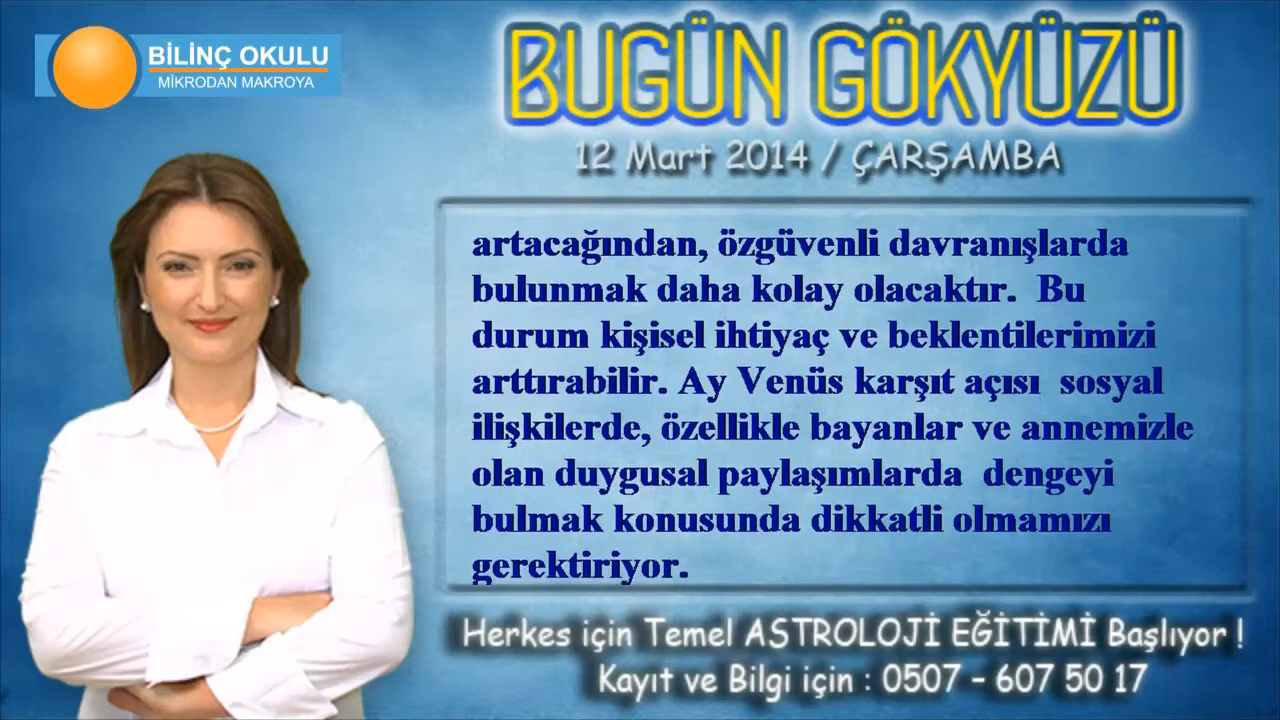 BİLİNÇ OKULU
MİKRODAN MAKROYA
BUGÜN GÖKYÜZÜ
12 Mart 2014 / ÇARŞAMBA
artacağından, özgüvenli davranışlarda
bulunmak daha kolay olacaktır.  Bu
durum kişisel ihtiyaç ve beklentilerimizi
arttırabilir. Ay Venüs karşıt açısı  sosyal
ilişkilerde, özellikle bayanlar ve annemizle
olan duygusal paylaşımlarda  dengeyi
bulmak konusunda dikkatli olmamızı
gerektiriyor.
Herkes için Temel ASTROLOJİ EĞİTİMİ Başlıyor !
Kayıt ve Bilgi için : 0507 - 607 50 17